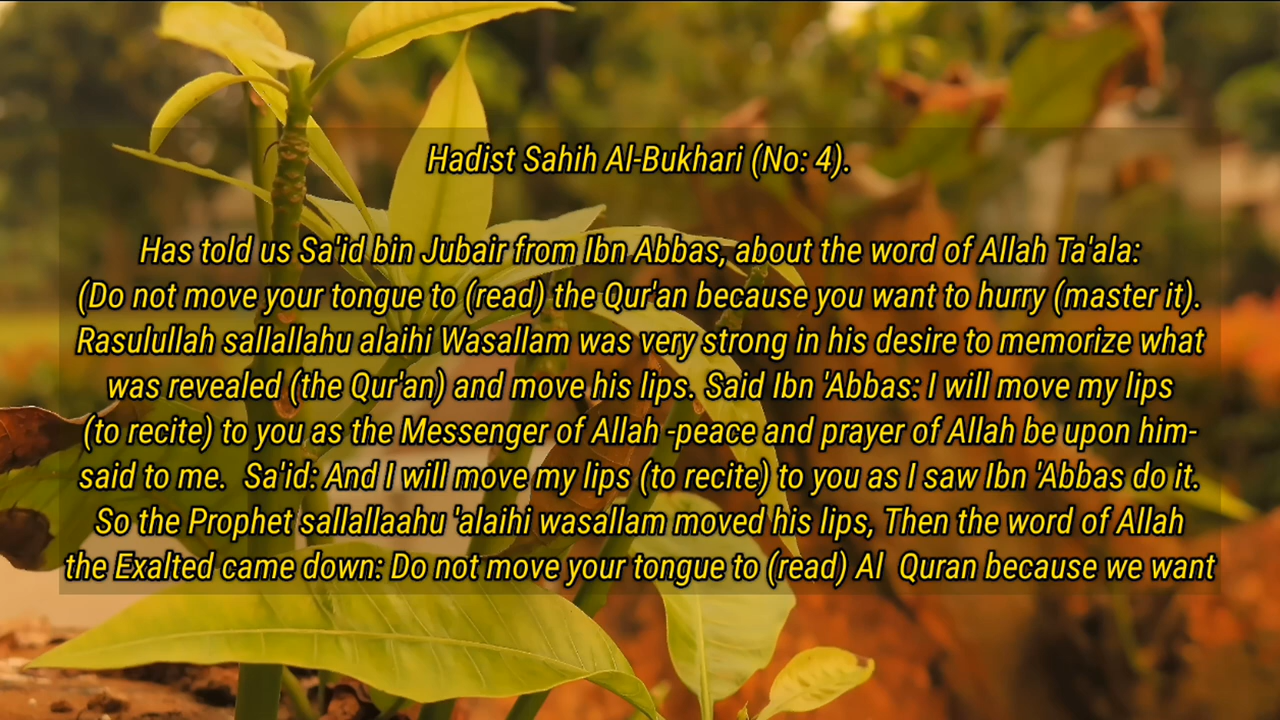 Hadist Sahih Al-Bukhari (No: 4).
Has told us Sa'id bin Jubair from Ibn Abbas, about the word of Allah Ta'ala:
(Do not move your tongue to (read) the Qur'an because you want to hurry (master it).
Rasulullah sallallahu alaihi Wasallam was very strong in his desire to memorize what
was revealed (the Qur'an) and move his lips. Said Ibn 'Abbas: I will move my lips
(to recite) to you as the Messenger of Allah -peace and prayer of Allah be upon him-
said to me.  Sa'id: And I will move my lips (to recite) to you as I saw Ibn 'Abbas do it.
So the Prophet sallallaahu 'alaihi wasallam moved his lips, Then the word of Allah
the Exalted came down: Do not move your tongue to (read) Al  Quran because we want